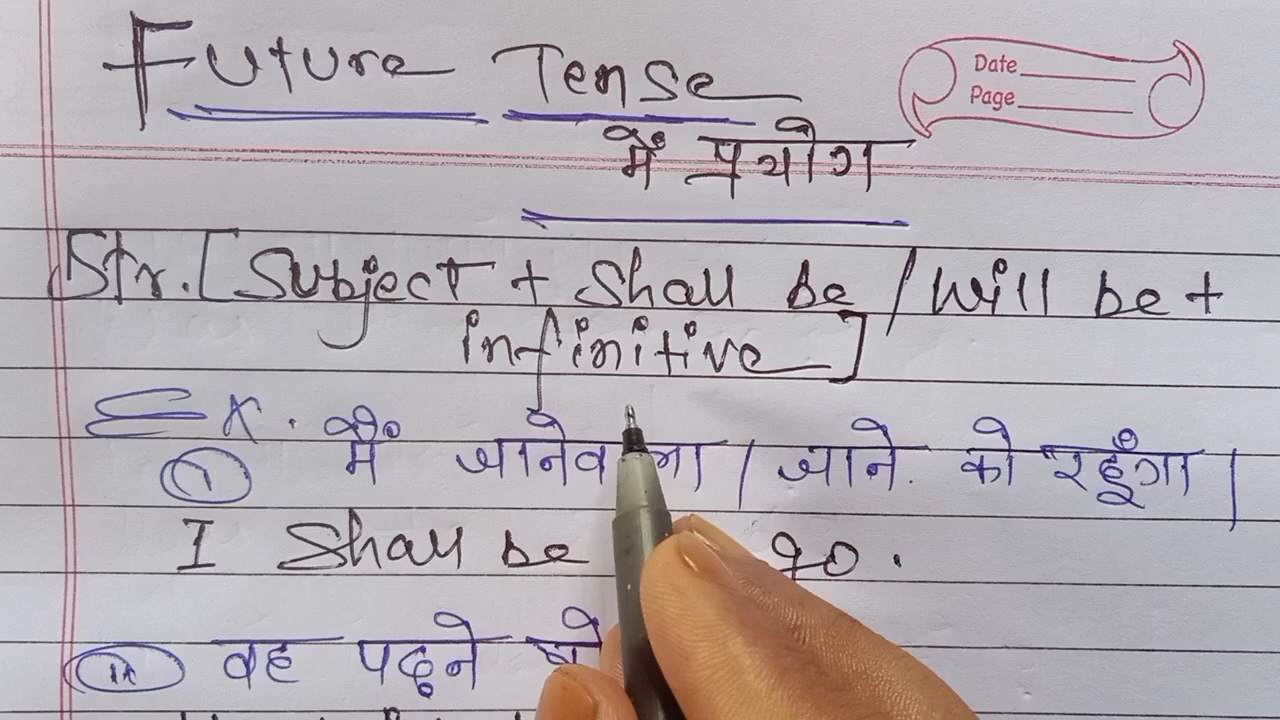 Future Tense
Date
Page
में प्रयोग
Str. [Subject + Shall be / Will be +
infinitive]
Ex.
(i) मैं जानेवाला / जाने को रहूँगा।
I Shall be go.
(ii) वह पढ़ने